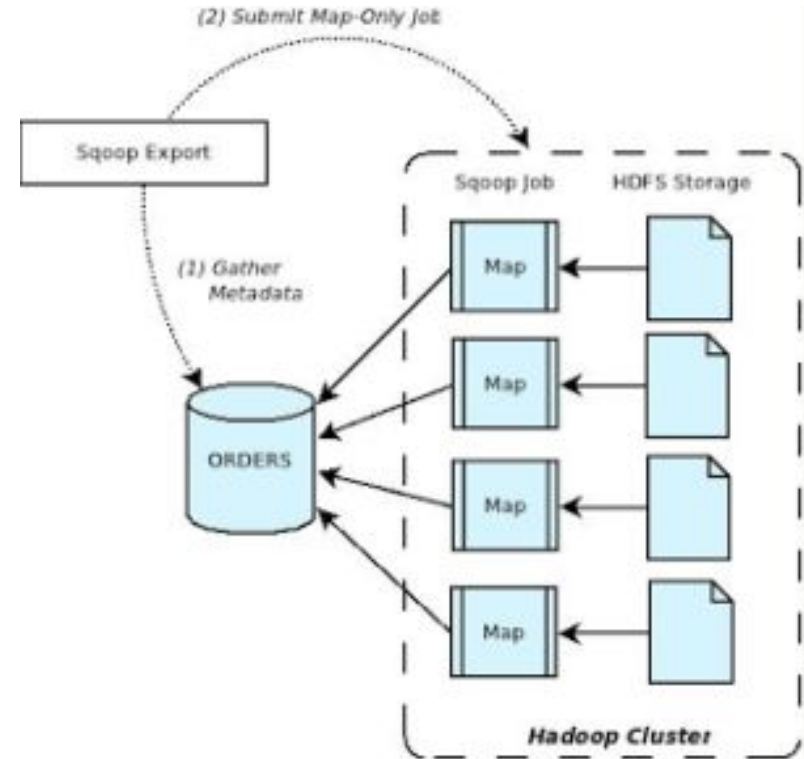 (2) Submit Map-Only Job
Sqoop Export
Sqoop Job
HDFS Storage
(1) Gather
Metadata
Map
Map
ORDERS
Map
Map
Hadoop Cluster